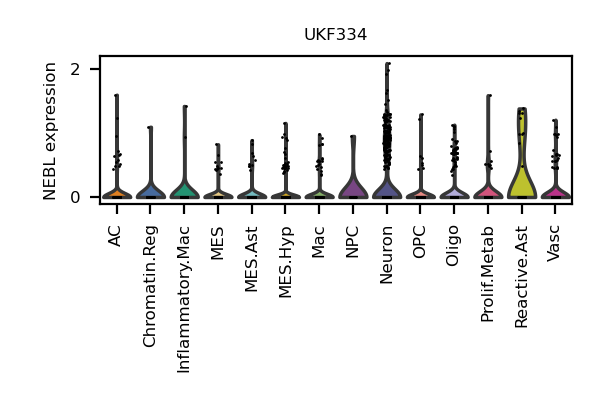 UKF334
NEBL expression
2
0
AC
Chromatin.Reg
Inflammatory.Mac
MES
MES.Ast
MES.Hyp
Mac
NPC
Neuron
OPC
Oligo
Prolif.Metab
Reactive.Ast
Vasc